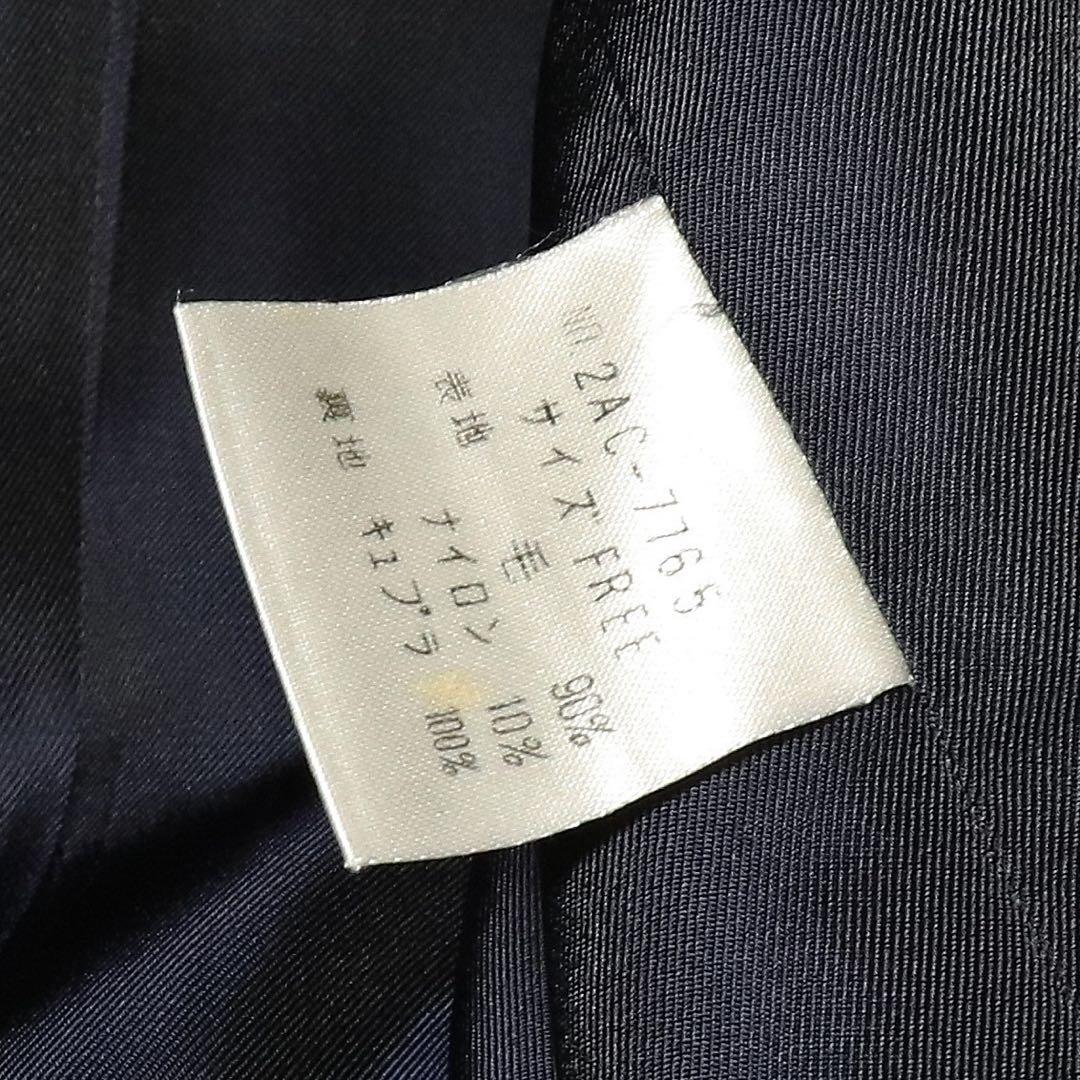 NO. 2AC-7765
サイズ FREE
表地 毛 90%
ナイロン 10%
裏地 キュプラ 100%